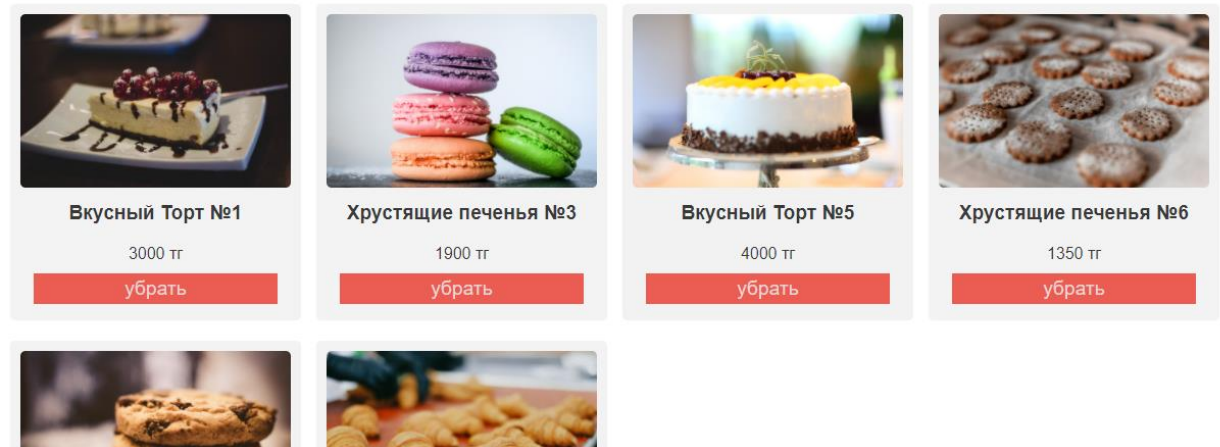 Вкусный Торт №1
3000 тг
убрать
Хрустящие печенья №3
1900 тг
убрать
Вкусный Торт №5
4000 тг
убрать
Хрустящие печенья №6
1350 тг
убрать